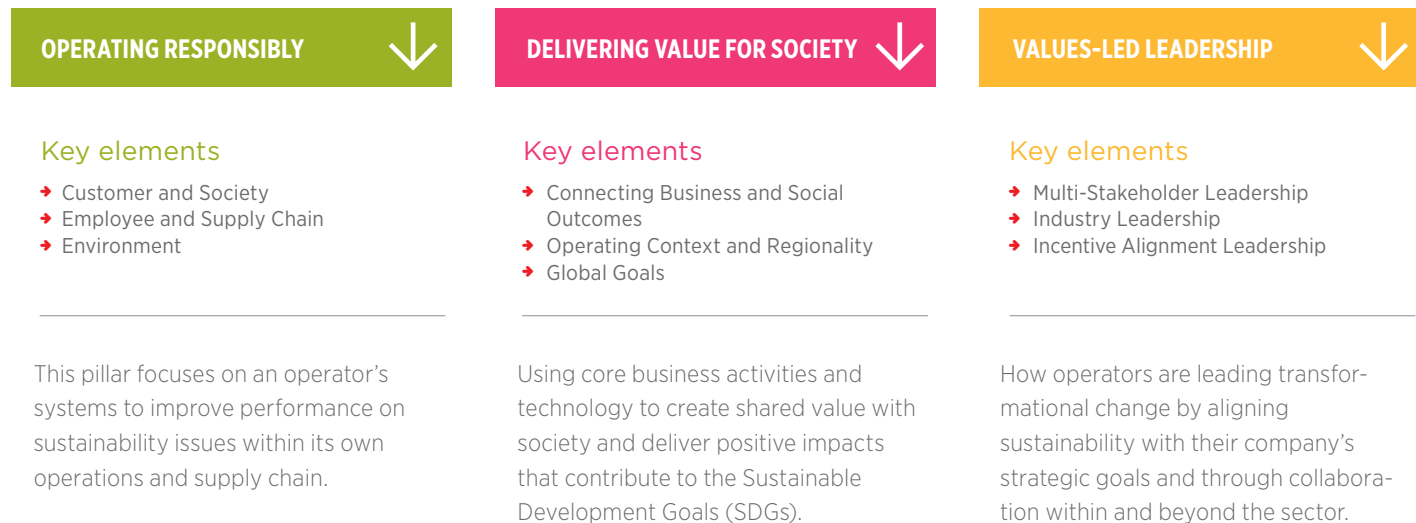 OPERATING RESPONSIBLY
Key elements
Customer and Society
Employee and Supply Chain
Environment
This pillar focuses on an operator’s
systems to improve performance on
sustainability issues within its own
operations and supply chain.
DELIVERING VALUE FOR SOCIETY
Key elements
Connecting Business and Social
Outcomes
Operating Context and Regionality
Global Goals
Using core business activities and
technology to create shared value with
society and deliver positive impacts
that contribute to the Sustainable
Development Goals (SDGs).
VALUES-LED LEADERSHIP
Key elements
Multi-Stakeholder Leadership
Industry Leadership
Incentive Alignment Leadership
How operators are leading transfor-
mational change by aligning
sustainability with their company’s
strategic goals and through collabora-
tion within and beyond the sector.